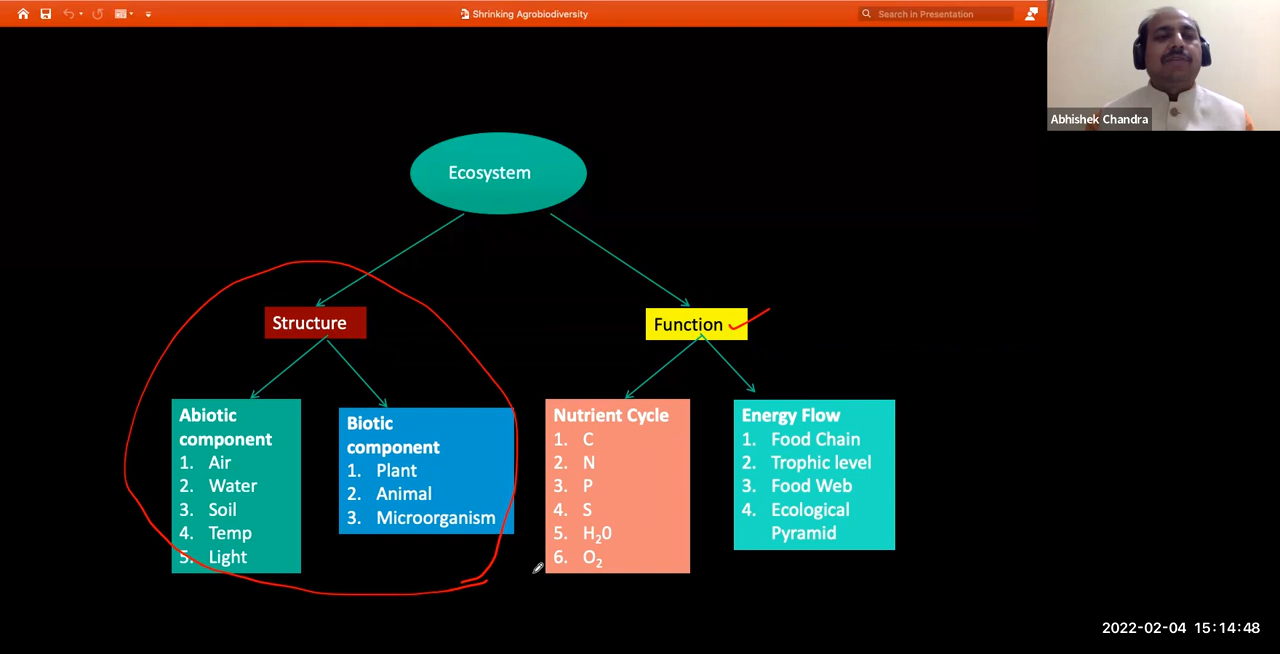 Shrinking Agrobiodiversity
Search in Presentation
Abhishek Chandra
Ecosystem
Structure
Function
Abiotic
component
1. Air
2. Water
3. Soil
4. Temp
5. Light
Biotic
component
1. Plant
2. Animal
3. Microorganism
Nutrient Cycle
1. C
2. N
3. P
4. S
5. H₂0
6. O₂
Energy Flow
1. Food Chain
2. Trophic level
3. Food Web
4. Ecological
Pyramid
2022-02-04 15:14:48